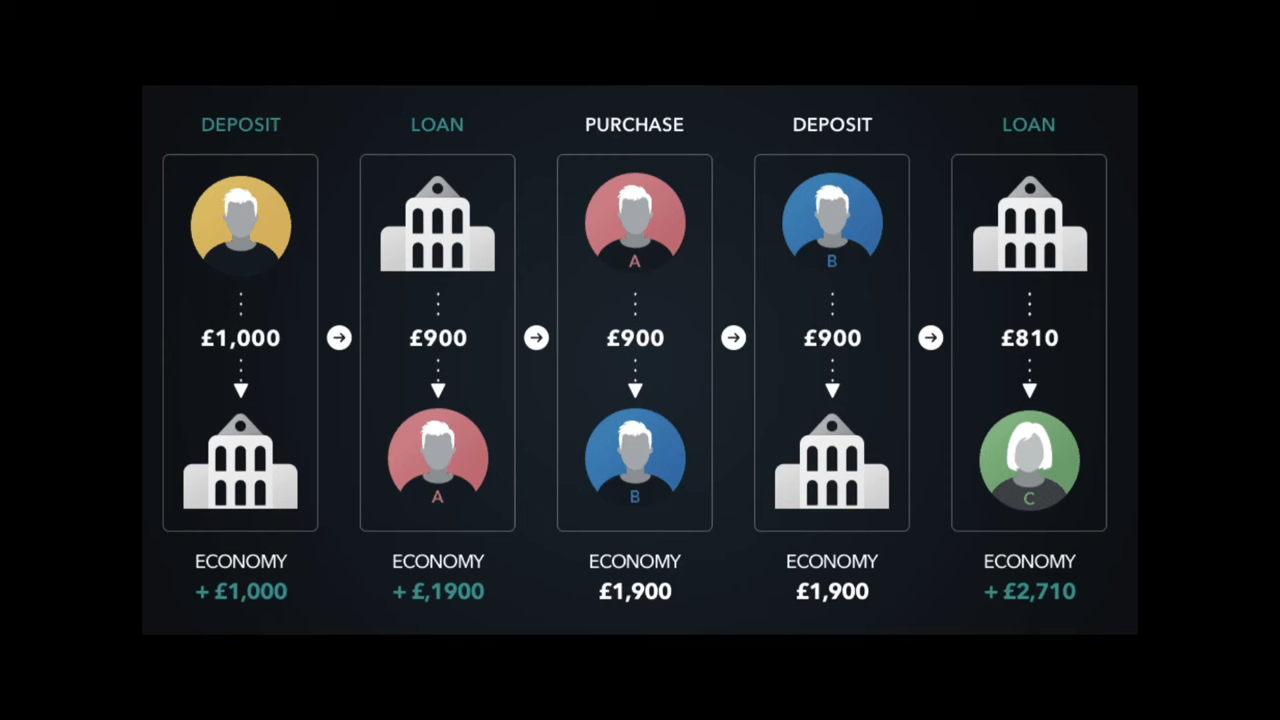 DEPOSIT
LOAN
PURCHASE
DEPOSIT
LOAN
A
B
£1,000
£900
£900
£900
£810
A
B
C
ECONOMY
ECONOMY
ECONOMY
ECONOMY
ECONOMY
+ £1,000
+ £,1900
£1,900
£1,900
+ £2,710